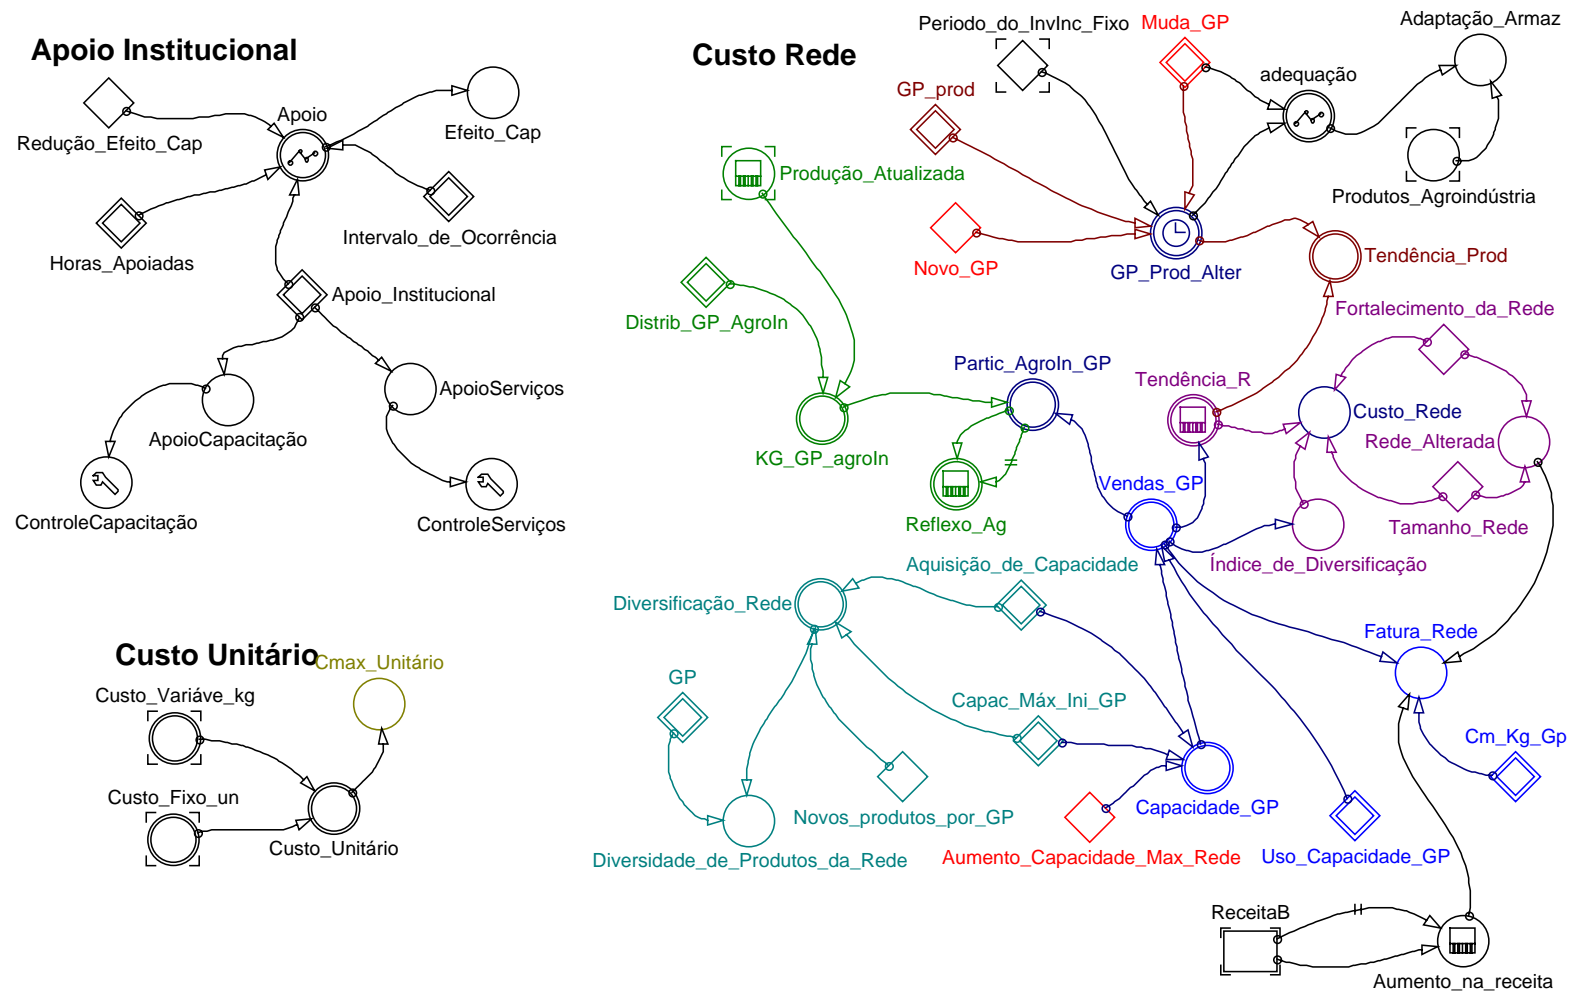 Apoio Institucional
Redução_Efeito_Cap
Apoio
Efeito_Cap
Horas_Apoiadas
Intervalo_de_Ocorrência
Apoio_Institucional
ApoioServiços
ApoioCapacitação
ControleCapacitação
ControleServiços
Custo Unitário
Cmax_Unitário
Custo_Variáve_kg
Custo_Fixo_un
Custo_Unitário
Custo Rede
Periodo_do_InvInc_Fixo
Muda_GP
Adaptação_Armaz
adequação
GP_prod
Produção_Atualizada
Produtos_Agroindústria
Novo_GP
GP_Prod_Alter
Tendência_Prod
Distrib_GP_AgroIn
Fortalecimento_da_Rede
Partic_AgroIn_GP
Tendência_R
Custo_Rede
Rede_Alterada
KG_GP_agroIn
Vendas_GP
Reflexo_Ag
Tamanho_Rede
Índice_de_Diversificação
Aquisição_de_Capacidade
Diversificação_Rede
Fatura_Rede
GP
Capac_Máx_Ini_GP
Cm_Kg_Gp
Novos_produtos_por_GP
Capacidade_GP
Diversidade_de_Produtos_da_Rede
Aumento_Capacidade_Max_Rede
Uso_Capacidade_GP
ReceitaB
Aumento_na_receita